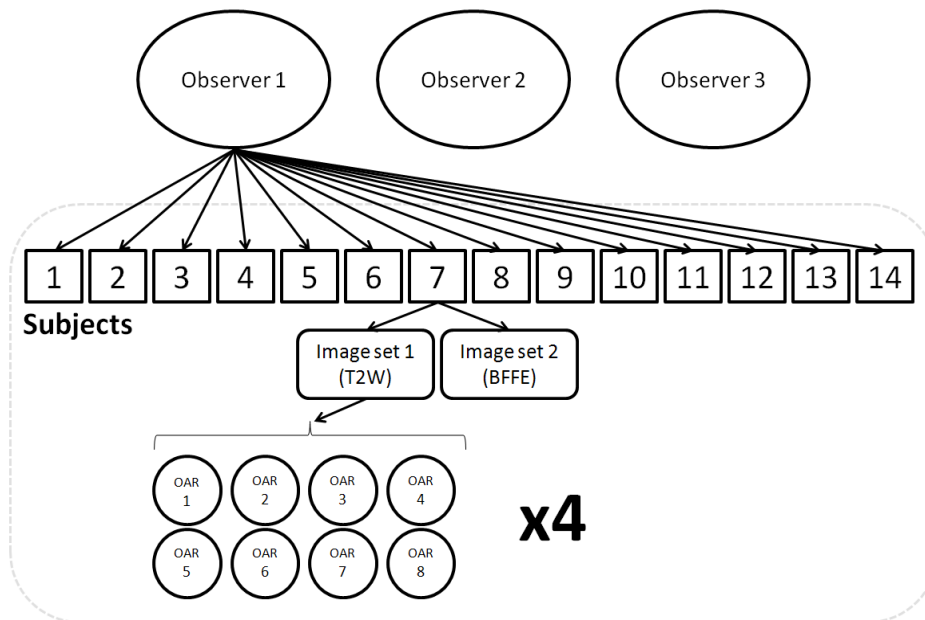 Observer 1
Observer 2
Observer 3
1 2 3 4 5 6 7 8 9 10 11 12 13 14
Subjects
Image set 1
(T2W)
Image set 2
(BFFE)
OAR
1
OAR
2
OAR
3
OAR
4
OAR
5
OAR
6
OAR
7
OAR
8
x4